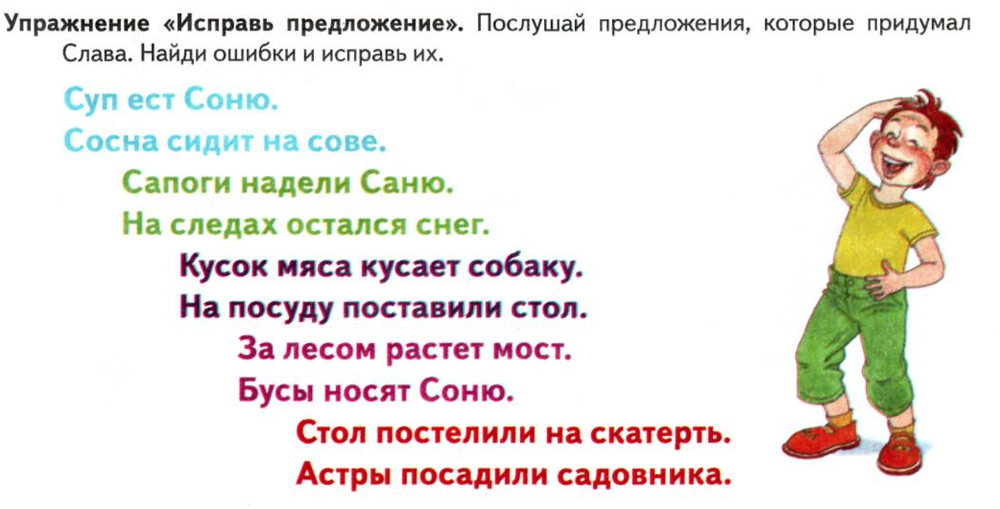 Упражнение «Исправь предложение». Послушай предложения, которые придумал
Слава. Найди ошибки и исправь их.
Суп ест Соню.
Сосна сидит на сове.
Сапоги надели Саню.
На следах остался снег.
Кусок мяса кусает собаку.
На посуду поставили стол.
За лесом растет мост.
Бусы носят Соню.
Стол постелили на скатерть.
Астры посадили садовника.